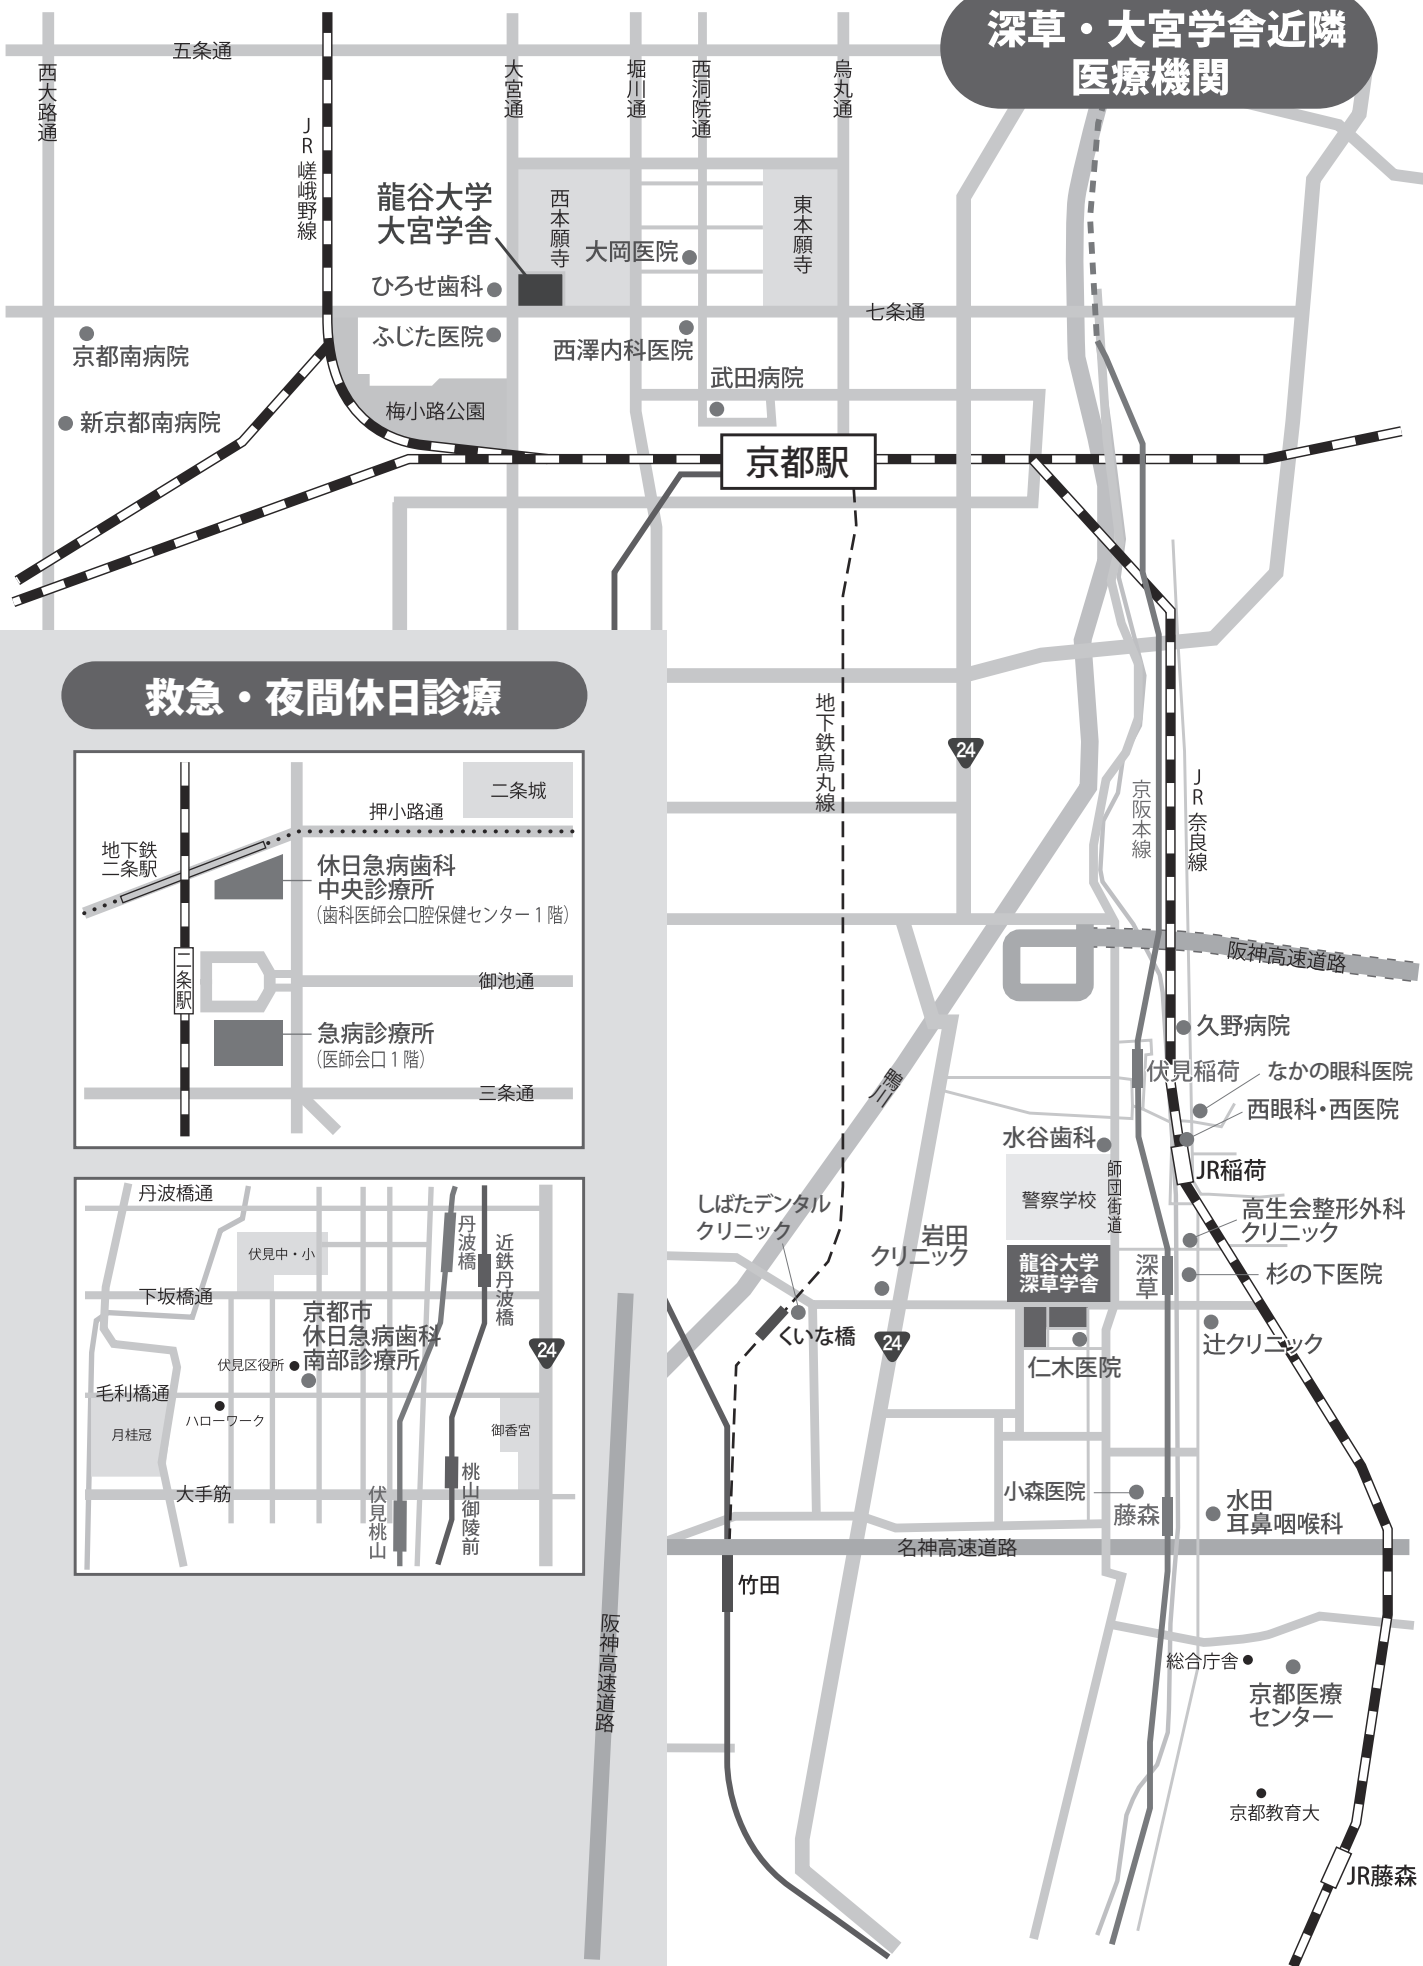 深草・大宮学舎近隣
医療機関
五条通
西大路通
JR嵯峨野線
大宮通
堀川通
西洞院通
烏丸通
龍谷大学
大宮学舎
西本願寺
東本願寺
大岡医院
ひろせ歯科
七条通
ふじた医院
京都南病院
西澤内科医院
武田病院
新京都南病院
梅小路公園
京都駅
救急・夜間休日診療
二条城
押小路通
地下鉄
二条駅
休日急病歯科
中央診療所
（歯科医師会口腔保健センター１階）
二条駅
御池通
急病診療所
（医師会口１階）
三条通
地下鉄烏丸線
24
京阪本線
JR奈良線
阪神高速道路
久野病院
伏見稲荷
なかの眼科医院
西眼科・西医院
鴨川
水谷歯科
師団街道
JR稲荷
警察学校
しばたデンタル
クリニック
岩田
クリニック
高生会整形外科
クリニック
龍谷大学
深草学舎
深草
杉の下医院
くいな橋
24
辻クリニック
仁木医院
丹波橋通
丹波橋
近鉄丹波橋
伏見中・小
下坂橋通
京都市
休日急病歯科
南部診療所
24
伏見区役所
毛利橋通
ハローワーク
月桂冠
御香宮
大手筋
伏見桃山
桃山御陵前
小森医院
藤森
水田
耳鼻咽喉科
名神高速道路
竹田
阪神高速道路
総合庁舎
京都医療
センター
京都教育大
JR藤森